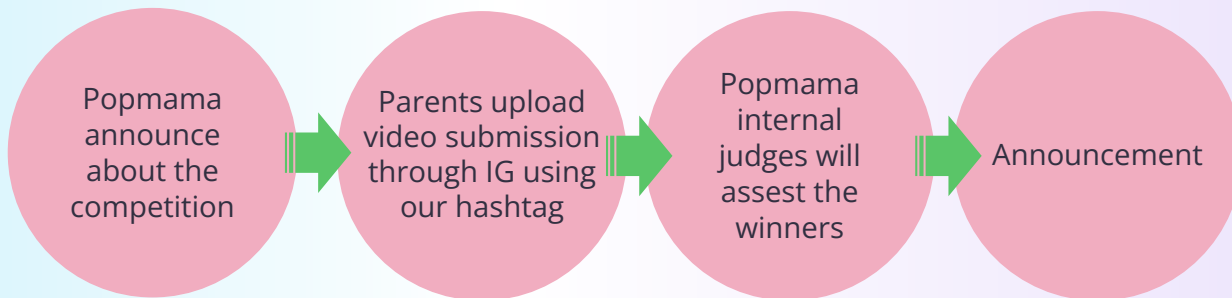 Popmama
announce
about the
competition
Parents upload
video submission
through IG using
our hashtag
Popmama
internal
judges will
assest the
winners
Announcement